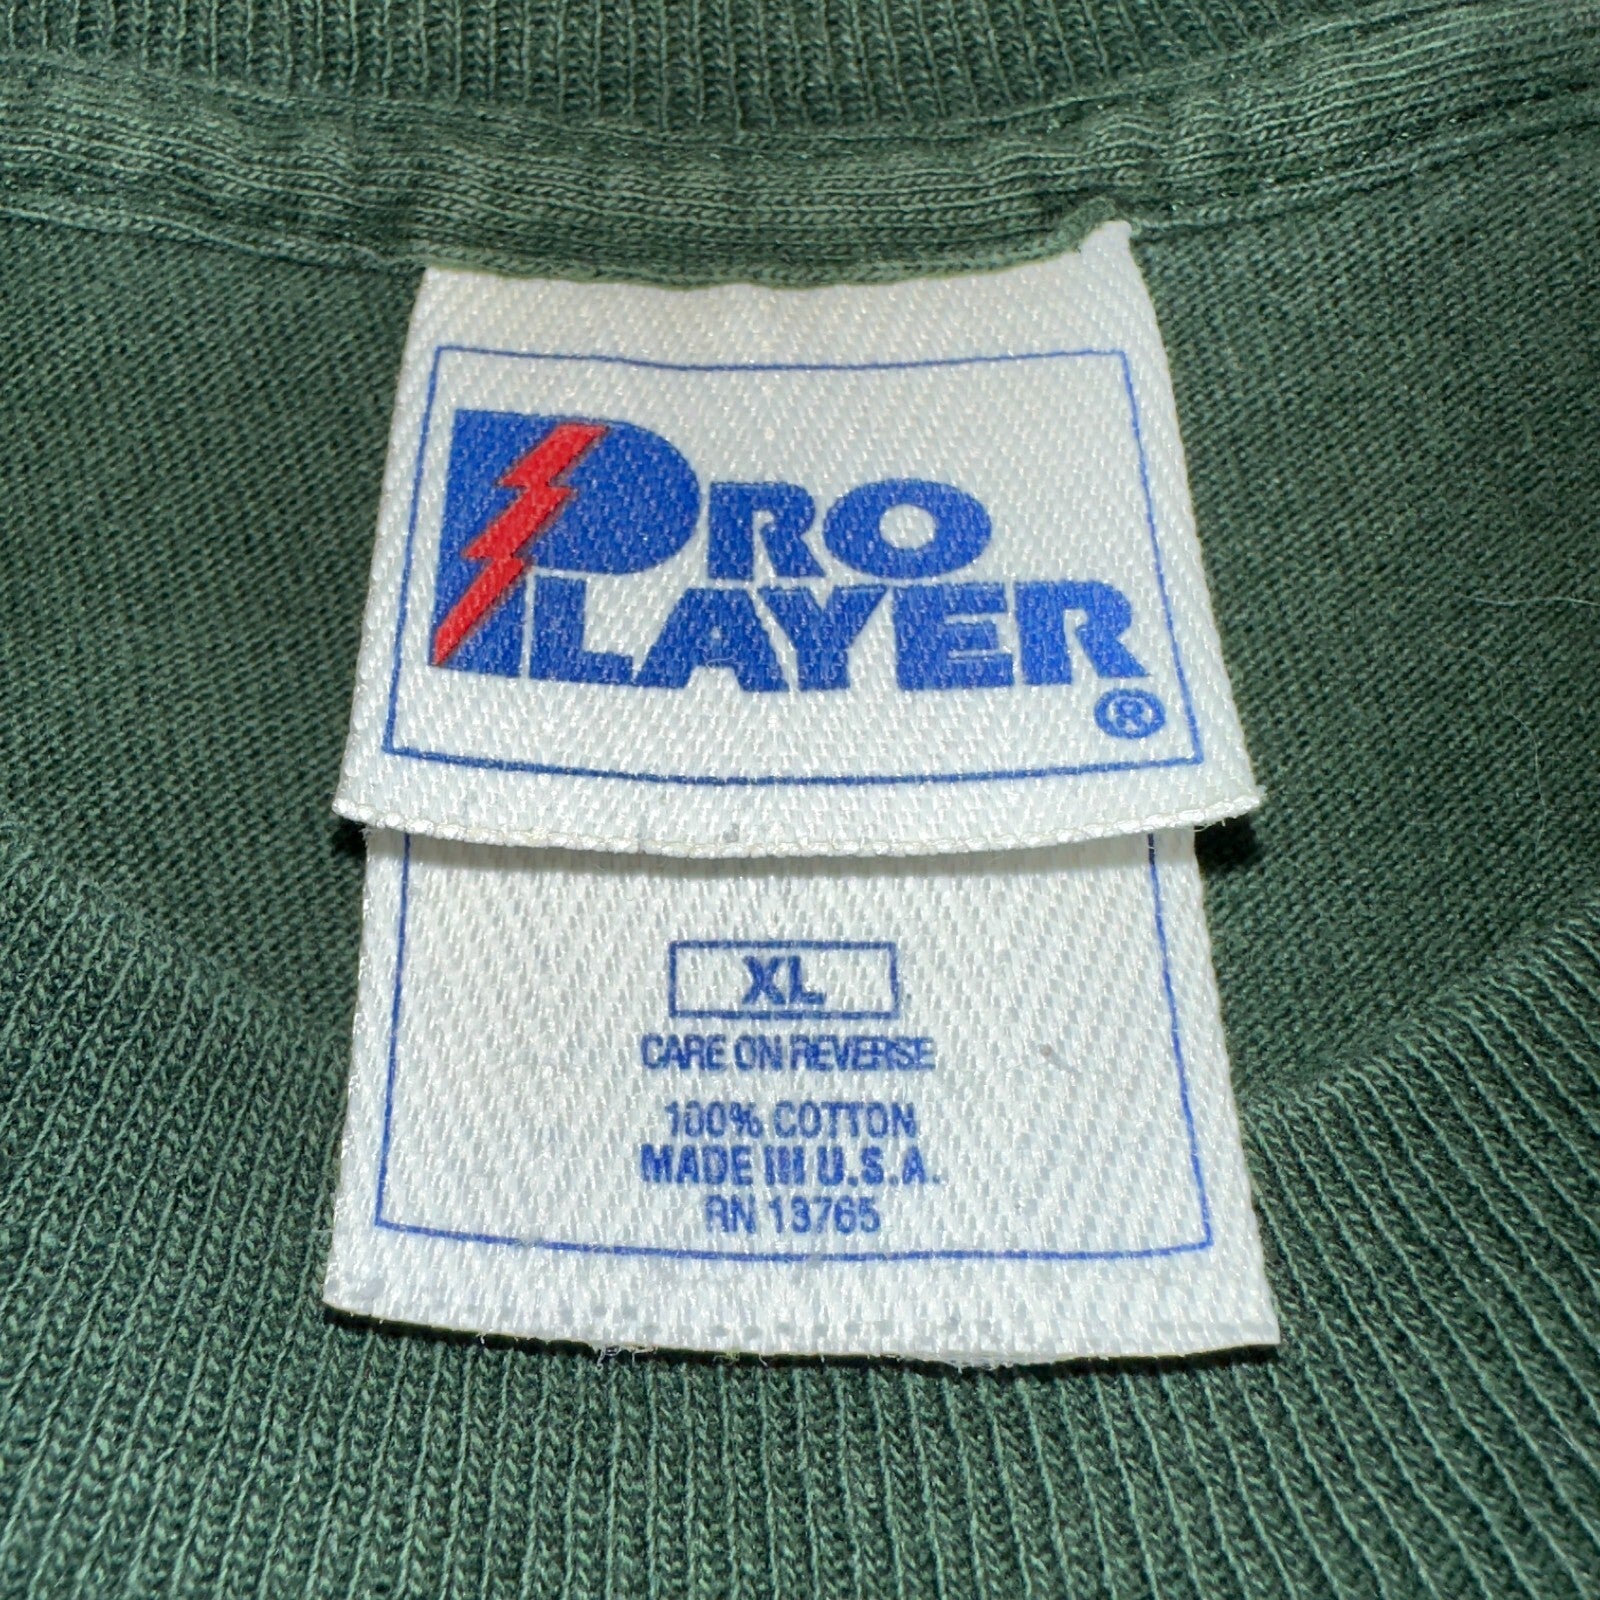 PRO
PLAYER
®
XL
CARE ON REVERSE
100% COTTON
MADE IN U.S.A.
RN 13765